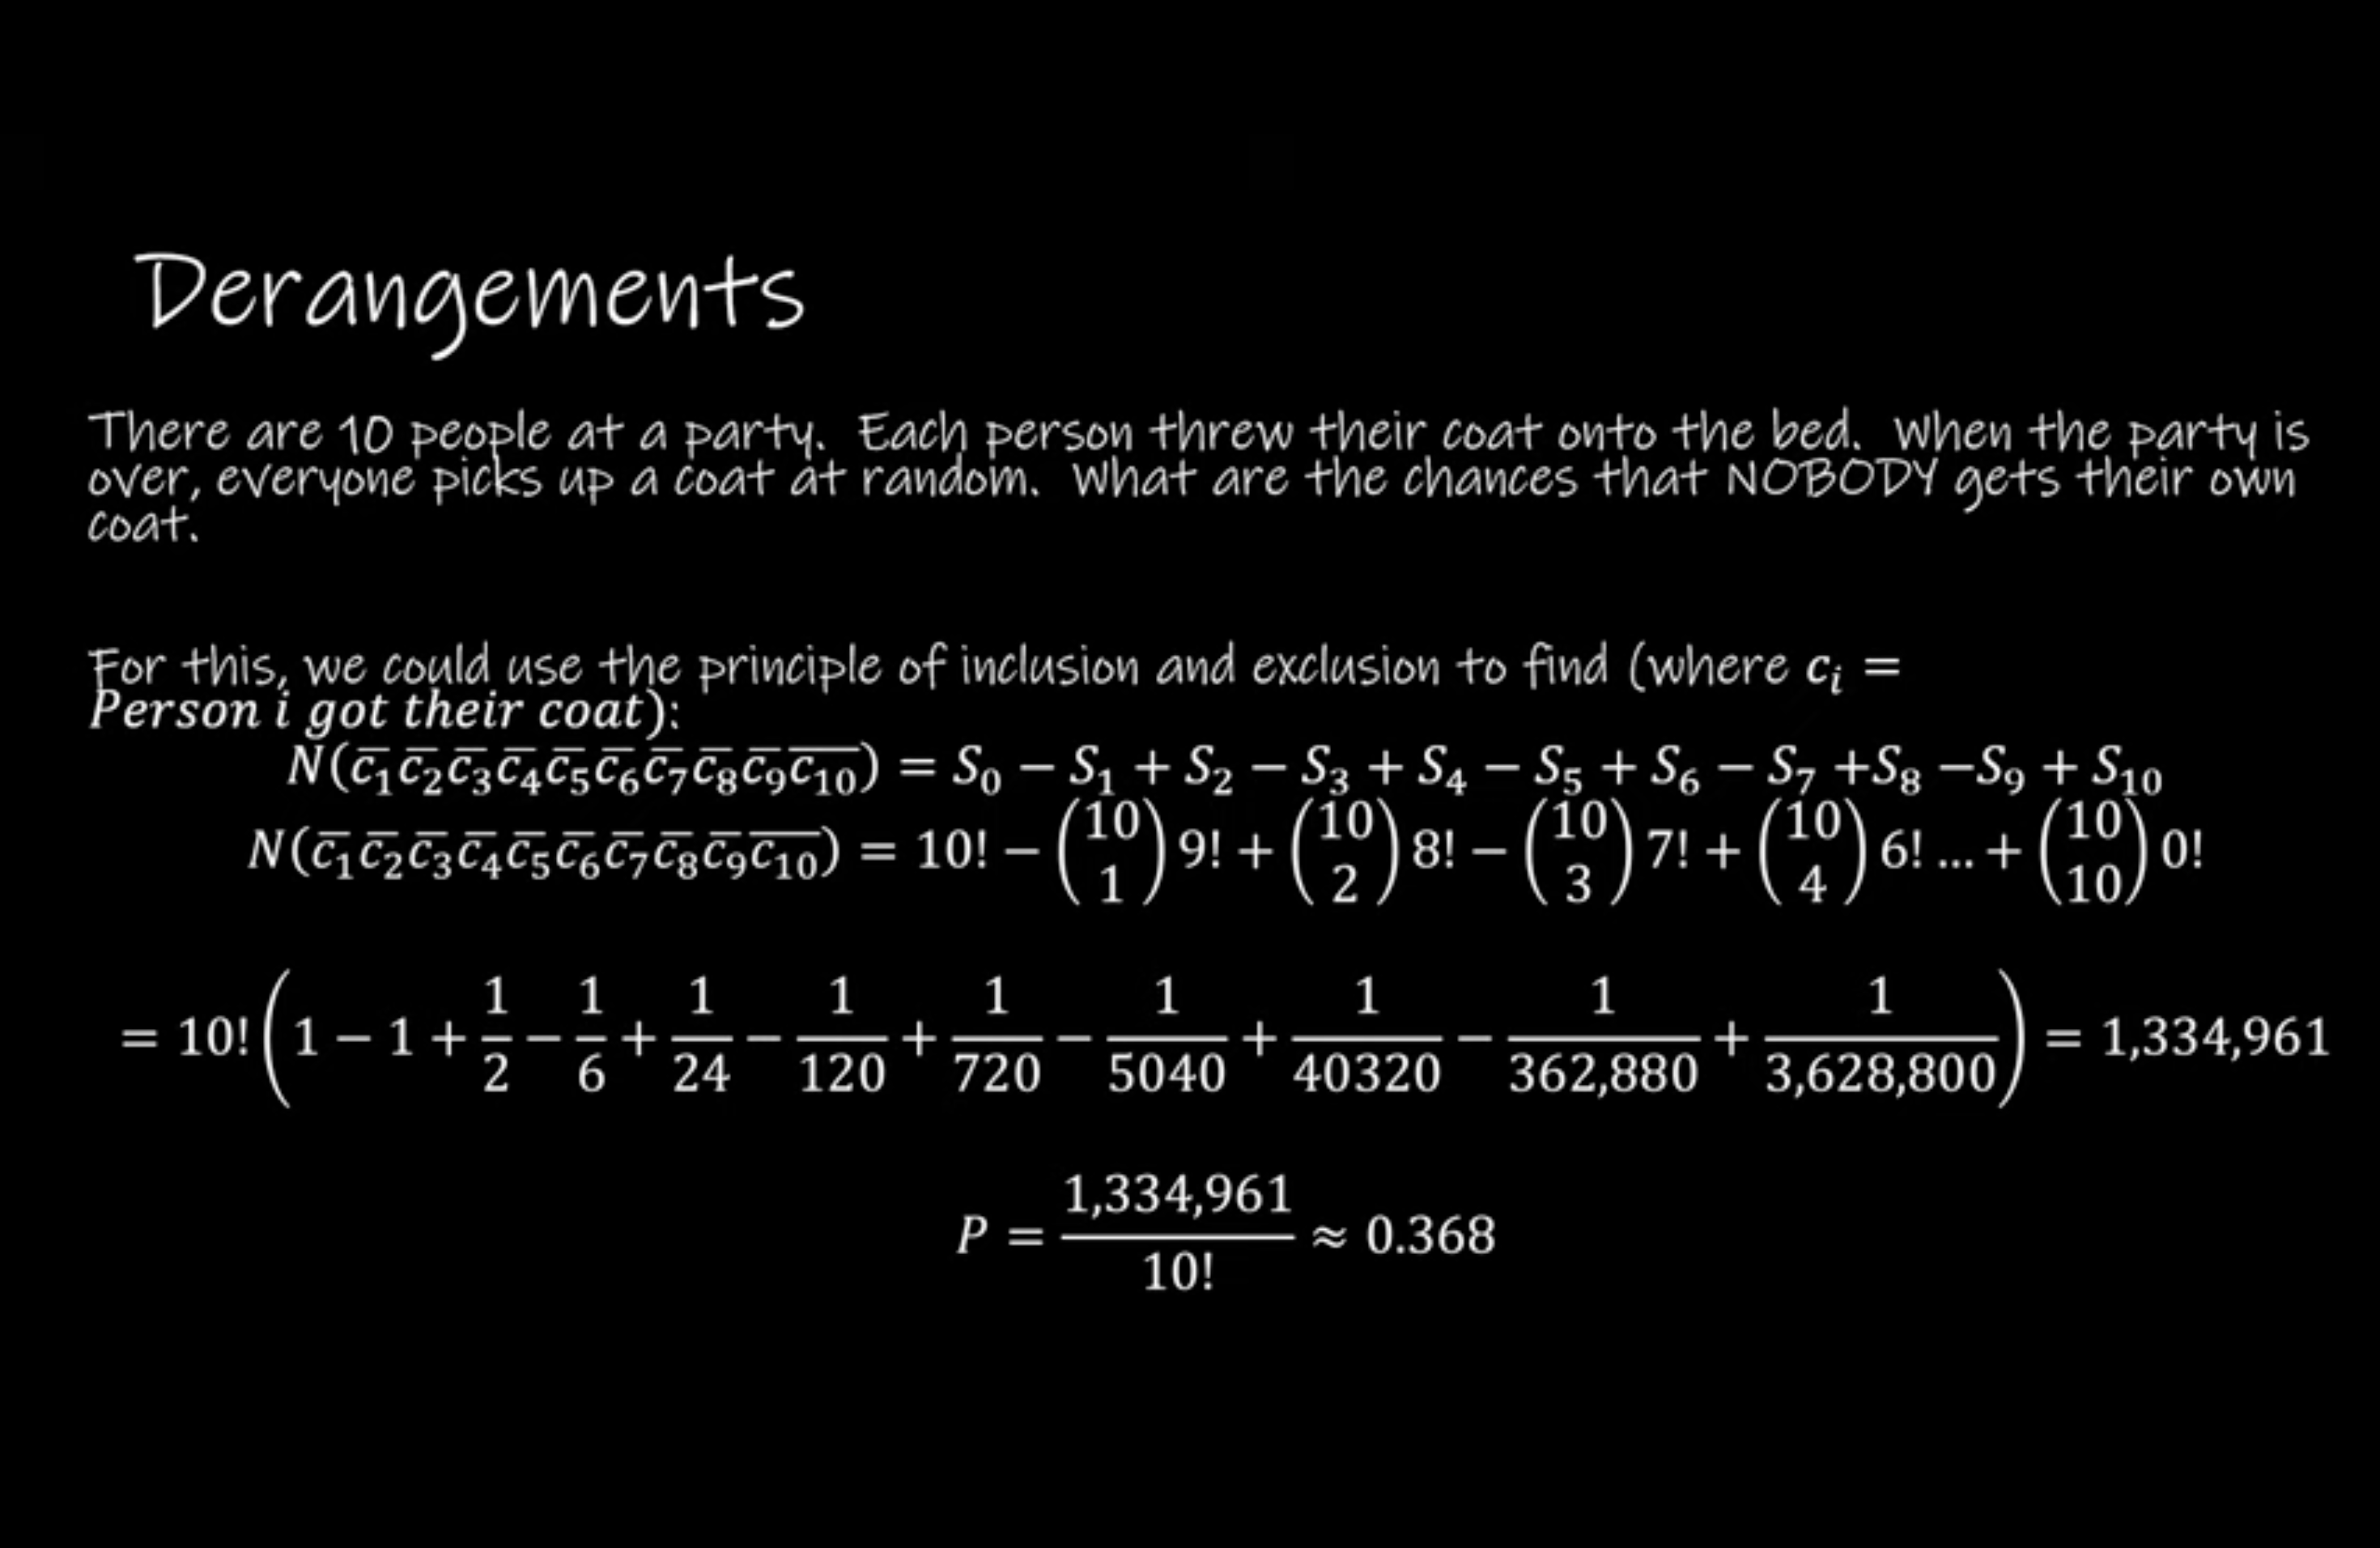 Derangements
There are 10 people at a party. Each person threw their coat onto the bed. When the party is
over, everyone picks up a coat at random. What are the chances that NOBODY gets their own
coat.
For this, we could use the principle of inclusion and exclusion to find (where $c_i =$
Person i got their coat):
$N(\overline{c_1}\overline{c_2}\overline{c_3}\overline{c_4}\overline{c_5}\overline{c_6}\overline{c_7}\overline{c_8}\overline{c_9}\overline{c_{10}}) = S_0 - S_1 + S_2 - S_3 + S_4 - S_5 + S_6 - S_7 + S_8 - S_9 + S_{10}$
$N(\overline{c_1}\overline{c_2}\overline{c_3}\overline{c_4}\overline{c_5}\overline{c_6}\overline{c_7}\overline{c_8}\overline{c_9}\overline{c_{10}}) = 10! - \binom{10}{1} 9! + \binom{10}{2} 8! - \binom{10}{3} 7! + \binom{10}{4} 6! \ldots + \binom{10}{10} 0!$
$= 10! \left( 1 - 1 + \frac{1}{2} - \frac{1}{6} + \frac{1}{24} - \frac{1}{120} + \frac{1}{720} - \frac{1}{5040} + \frac{1}{40320} - \frac{1}{362,880} + \frac{1}{3,628,800} \right) = 1,334,961$
$P = \frac{1,334,961}{10!} \approx 0.368$